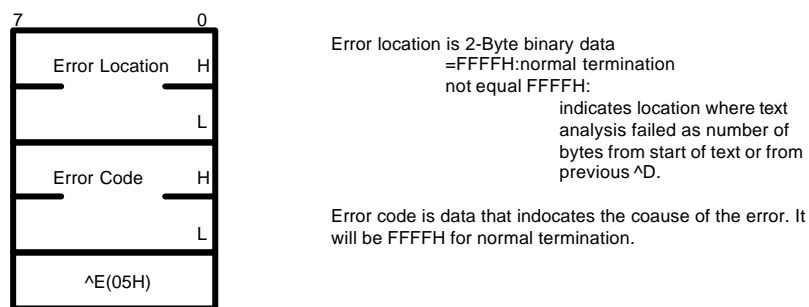 7 0
Error Location H
L
Error Code H
L
^E(05H)
Error location is 2-Byte binary data
=FFFFH:normal termination
not equal FFFFH:
indicates location where text
analysis failed as number of
bytes from start of text or from
previous ^D.
Error code is data that indocates the coause of the error. It
will be FFFFH for normal termination.